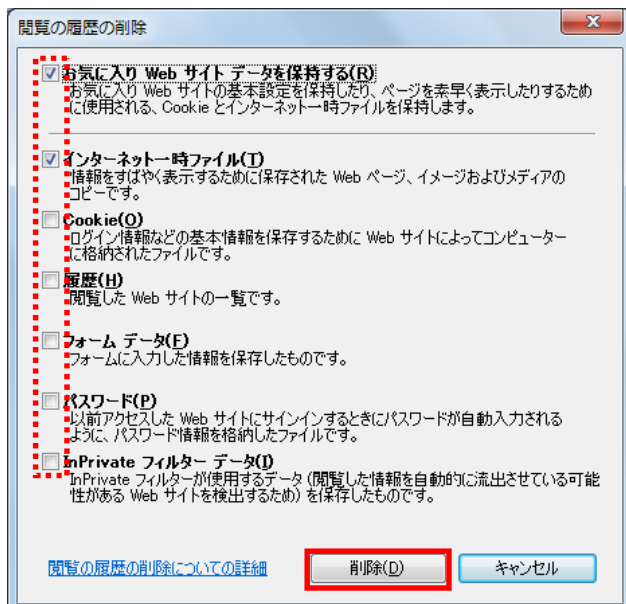 閲覧の履歴の削除
お気に入り Web サイト データを保持する(R)
お気に入り Web サイトの基本設定を保持したり、ページを素早く表示したりするため
に使用される、Cookie とインターネット一時ファイルを保持します。
インターネット一時ファイル(T)
情報をすばやく表示するために保存された Web ページ、イメージおよびメディアの
コピーです。
Cookie(O)
ログイン情報などの基本情報を保存するために Web サイトによってコンピューター
に格納されたファイルです。
履歴(H)
閲覧した Web サイトの一覧です。
フォーム データ(F)
フォームに入力した情報を保存したものです。
パスワード(P)
以前アクセスした Web サイトにサインインするときにパスワードが自動入力される
ように、パスワード情報を格納したファイルです。
InPrivate フィルター データ(I)
InPrivate フィルターが使用するデータ (閲覧した情報を自動的に流出させている可能
性がある Web サイトを検出するため) を保存したものです。
閲覧の履歴の削除についての詳細
削除(D)
キャンセル